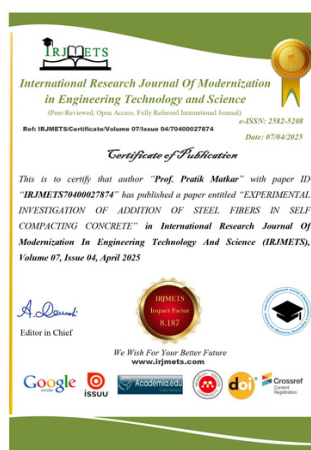 IRJMETS
International Research Journal Of Modernization
in Engineering Technology and Science
(Peer-Reviewed, Open Access, Fully Refereed International Journal)
e-ISSN: 2582-5208
Ref: IRJMETS/Certificate/Volume 07/Issue 04/70400027874
Date: 07/04/2025
Certificate of Publication
This is to certify that author “Prof. Pratik Matkar” with paper ID
“IRJMETS70400027874” has published a paper entitled “EXPERIMENTAL
INVESTIGATION OF ADDITION OF STEEL FIBERS IN SELF
COMPACTING CONCRETE” in International Research Journal Of
Modernization In Engineering Technology And Science (IRJMETS),
Volume 07, Issue 04, April 2025
IRJMETS
Impact Factor
8.187
Editor in Chief
We Wish For Your Better Future
www.irjmets.com
Google
scholar
issuu
Academia.edu
doi
Crossref
Content
Registration